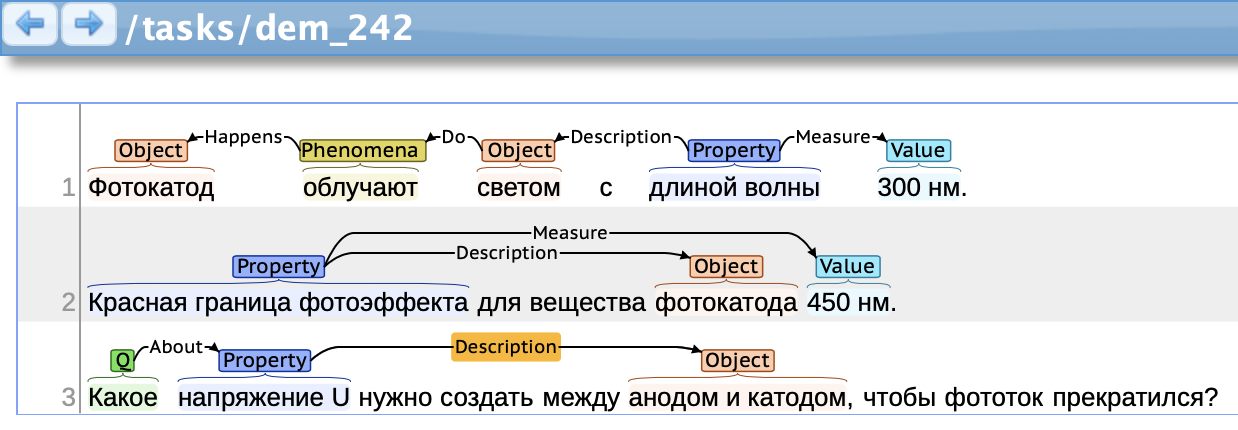 /tasks/dem_242
Happens Do Description Measure
Object Phenomena Object Property Value
1 Фотокатод облучают светом с длиной волны 300 нм.
Measure
Description
Property Object Value
2 Красная граница фотоэффекта для вещества фотокатода 450 нм.
About Description
Q Property Object
3 Какое напряжение U нужно создать между анодом и катодом, чтобы фототок прекратился?